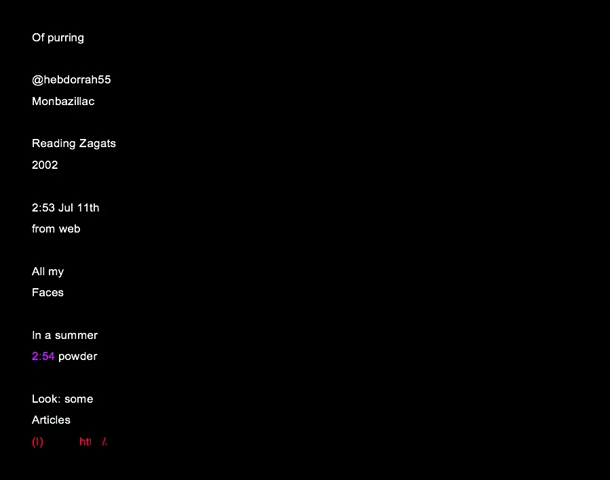 Of purring
@hebdorrah55
Monbazillac
Reading Zagats
2002
2:53 Jul 11th
from web
All my
Faces
In a summer
2:54 powder
Look: some
Articles